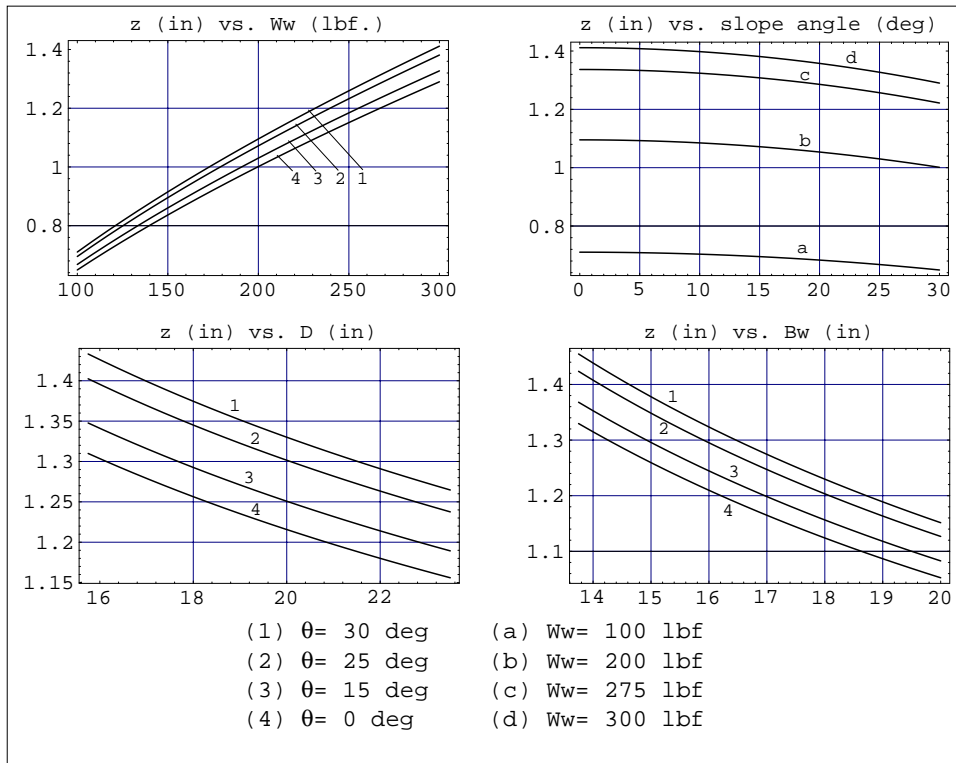 z (in) vs. Ww (lbf.)
1.4
1.2
1
0.8
100 150 200 250 300
4 3 2 1
z (in) vs. slope angle (deg)
1.4
1.2
1
0.8
0 5 10 15 20 25 30
d
c
b
a
z (in) vs. D (in)
1.4
1.35
1.3
1.25
1.2
1.15
16 18 20 22
1
2
3
4
z (in) vs. Bw (in)
1.4
1.3
1.2
1.1
14 15 16 17 18 19 20
1
2
3
4
(1) θ= 30 deg
(2) θ= 25 deg
(3) θ= 15 deg
(4) θ= 0 deg
(a) Ww= 100 lbf
(b) Ww= 200 lbf
(c) Ww= 275 lbf
(d) Ww= 300 lbf